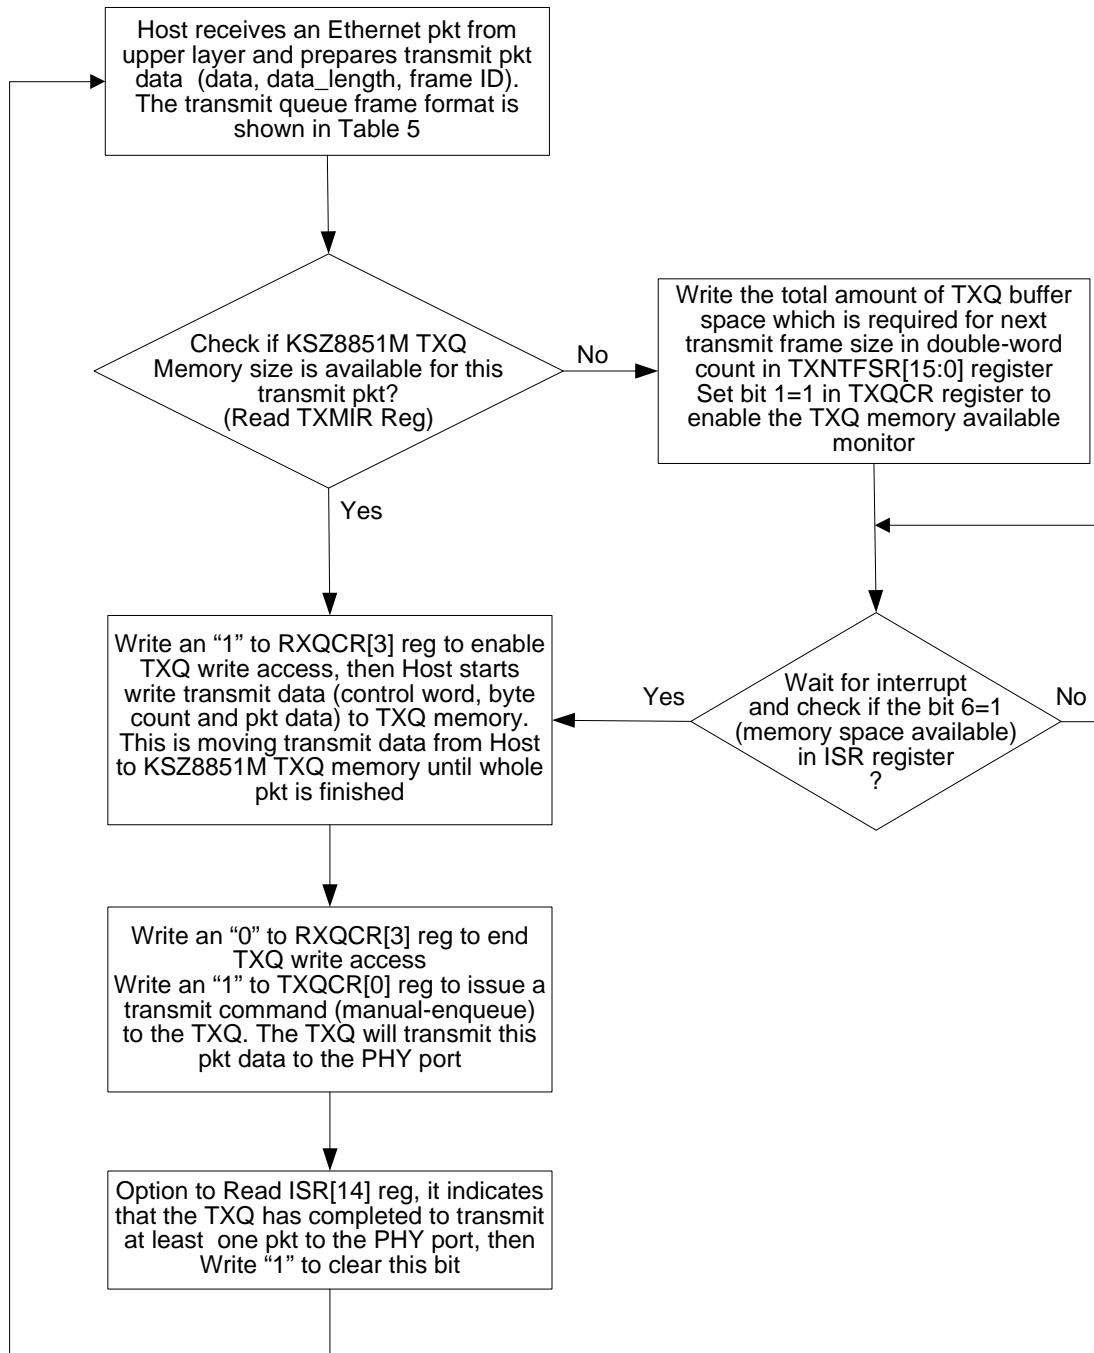 Host receives an Ethernet pkt from
upper layer and prepares transmit pkt
data  (data, data_length, frame ID).
The transmit queue frame format is
shown in Table 5
Check if KSZ8851M TXQ
Memory size is available for this
transmit pkt?
(Read TXMIR Reg)
No
Write the total amount of TXQ buffer
space which is required for next
transmit frame size in double-word
count in TXNTFSR[15:0] register
Set bit 1=1 in TXQCR register to
enable the TXQ memory available
monitor
Yes
Write an “1” to RXQCR[3] reg to enable
TXQ write access, then Host starts
write transmit data (control word, byte
count and pkt data) to TXQ memory.
This is moving transmit data from Host
to KSZ8851M TXQ memory until whole
pkt is finished
Yes
Wait for interrupt
and check if the bit 6=1
(memory space available)
in ISR register
?
No
Write an “0” to RXQCR[3] reg to end
TXQ write access
Write an “1” to TXQCR[0] reg to issue a
transmit command (manual-enqueue)
to the TXQ. The TXQ will transmit this
pkt data to the PHY port
Option to Read ISR[14] reg, it indicates
that the TXQ has completed to transmit
at least  one pkt to the PHY port, then
Write “1” to clear this bit